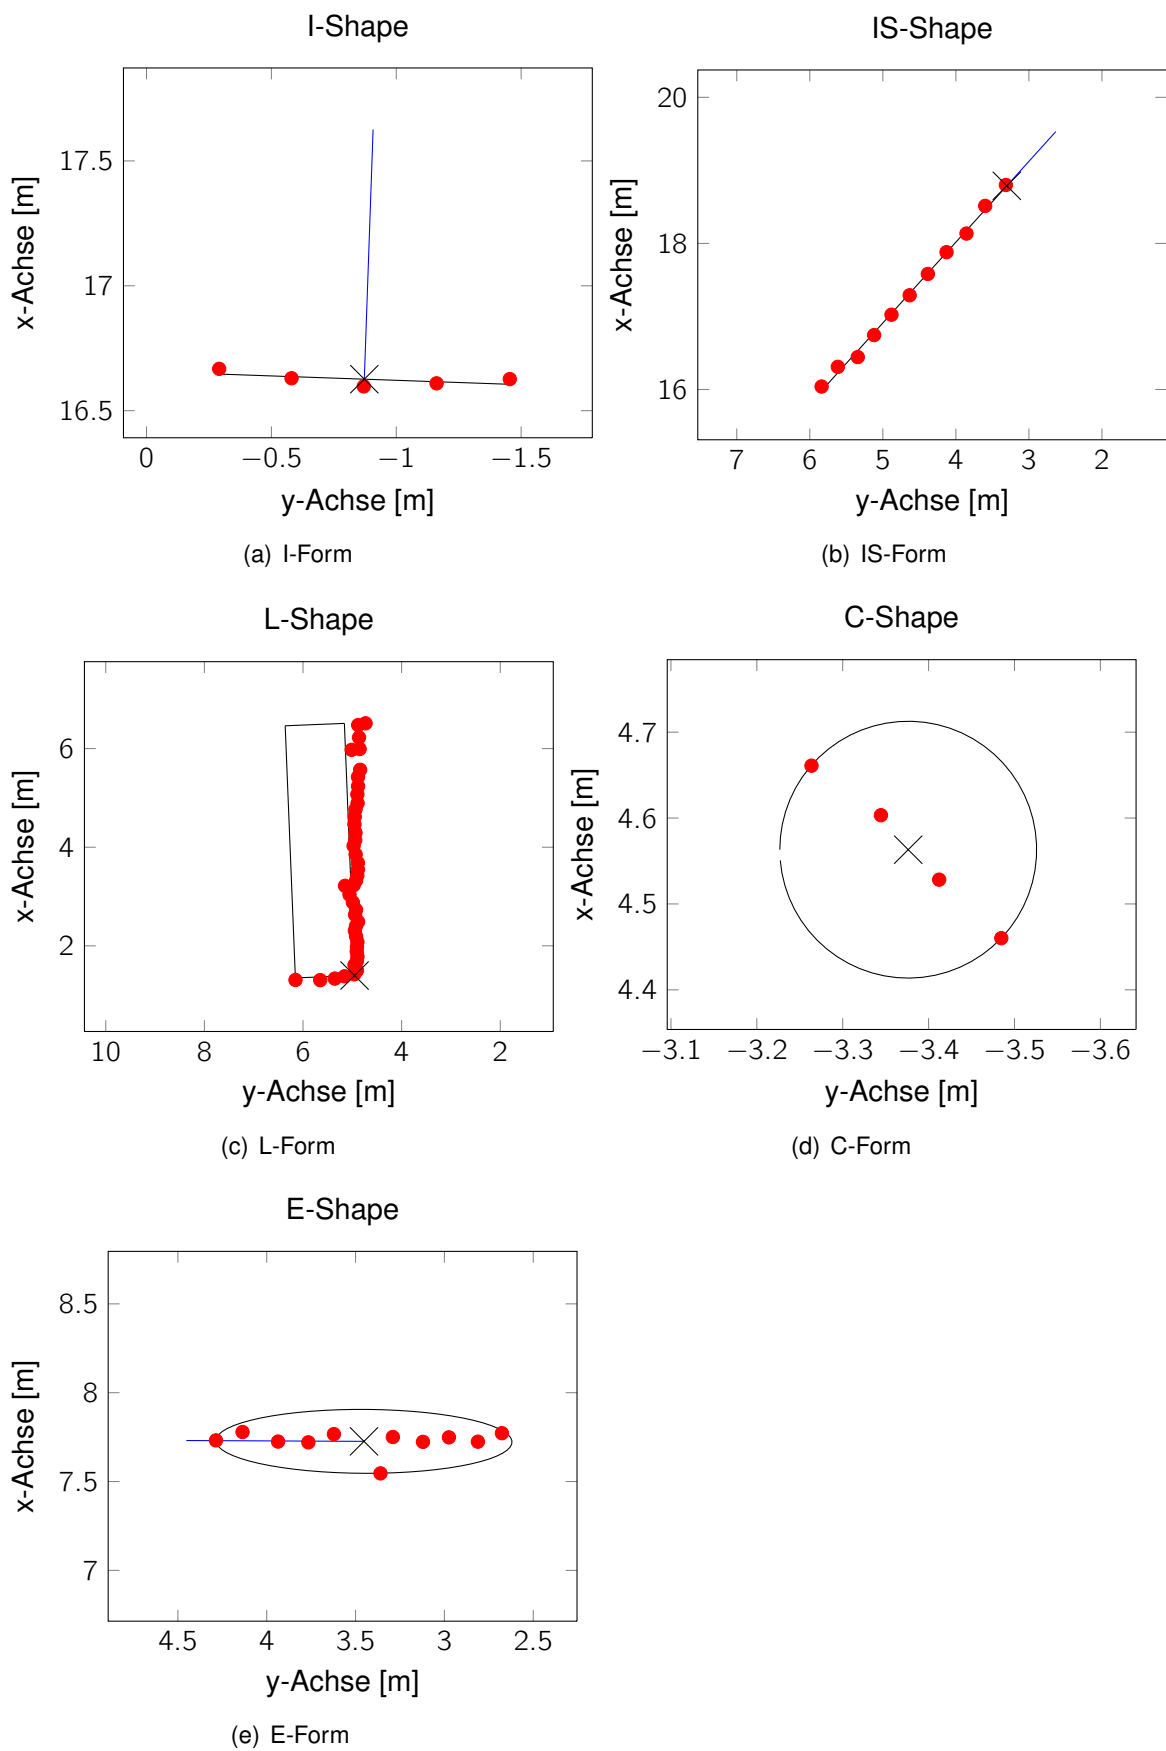 I-Shape
17.5
17
16.5
x-Achse [m]
0
−0.5
−1
−1.5
y-Achse [m]
(a) I-Form
IS-Shape
20
18
16
x-Achse [m]
7
6
5
4
3
2
y-Achse [m]
(b) IS-Form
L-Shape
6
4
2
x-Achse [m]
10
8
6
4
2
y-Achse [m]
(c) L-Form
C-Shape
4.7
4.6
4.5
4.4
x-Achse [m]
−3.1
−3.2
−3.3
−3.4
−3.5
−3.6
y-Achse [m]
(d) C-Form
E-Shape
8.5
8
7.5
7
x-Achse [m]
4.5
4
3.5
3
2.5
y-Achse [m]
(e) E-Form